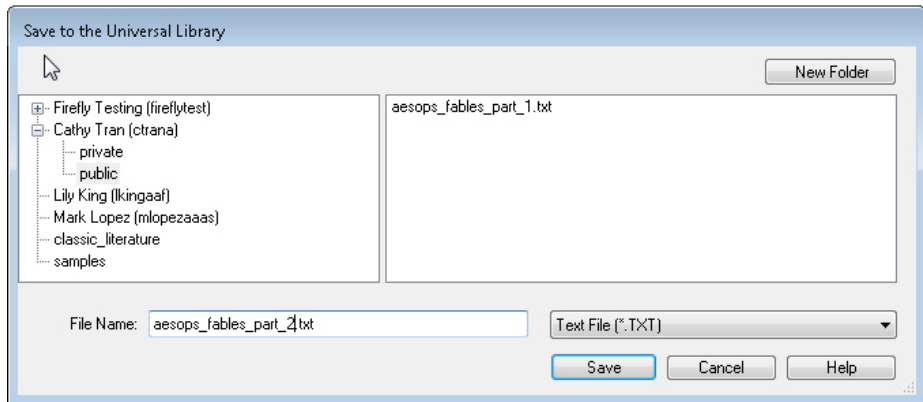 Save to the Universal Library
New Folder
Firefly Testing (fireflytest)
Cathy Tran (ctrana)
private
public
Lily King (lkingaaf)
Mark Lopez (mlopezaaas)
classic_literature
samples
aesops_fables_part_1.txt
File Name: aesops_fables_part_2.txt
Text File (*.TXT)
Save Cancel Help